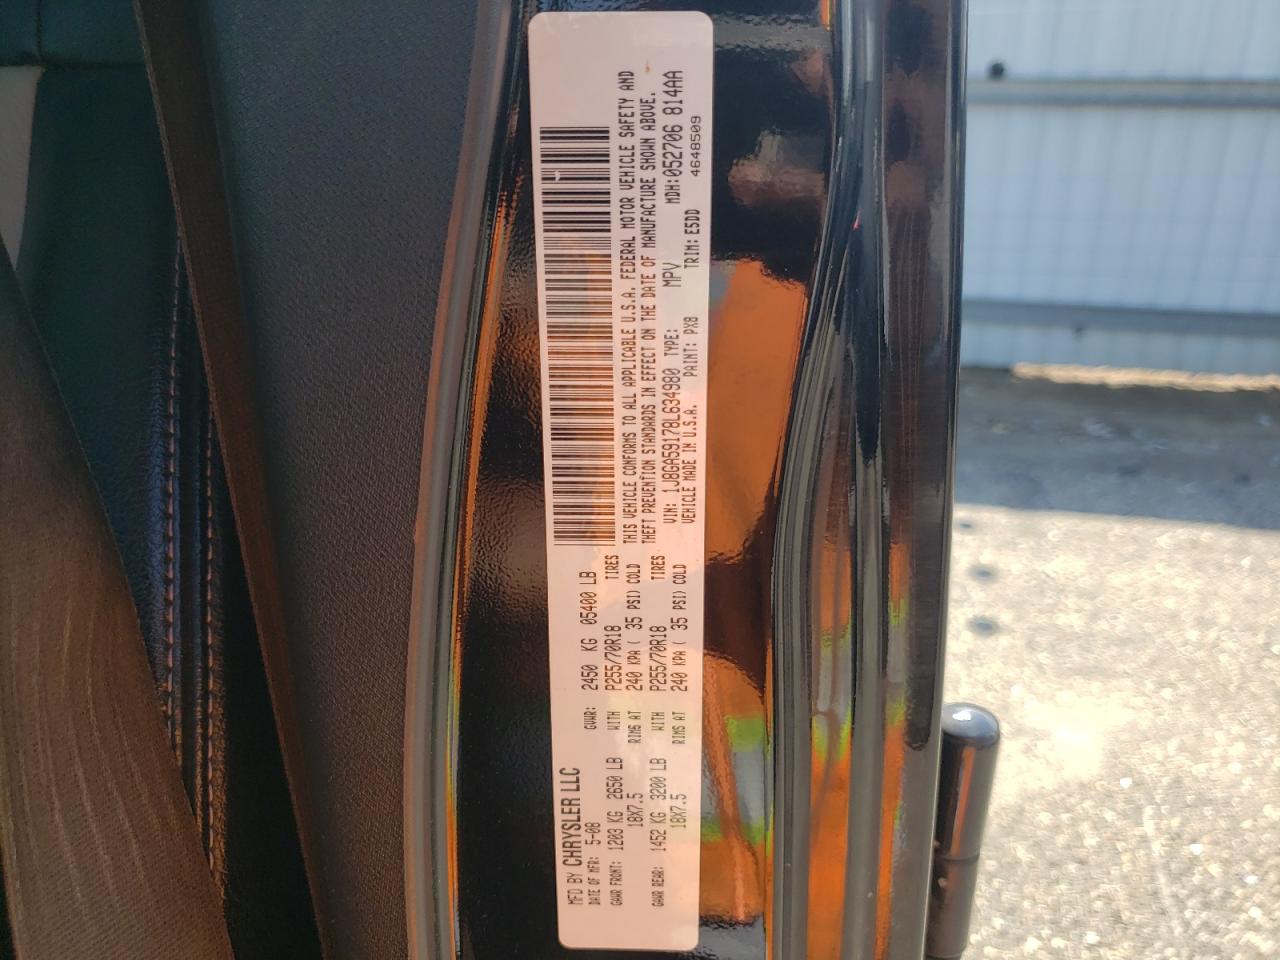 MFD BY CHRYSLER LLC
DATE OF MFR: 5-08 GVWR: 2450 KG 05400 LB
GAWR FRONT: 1203 KG 2650 LB WITH P255/70R18 TIRES
18X7.5 RIMS AT 240 KPA ( 35 PSI) COLD
GAWR REAR: 1452 KG 3200 LB WITH P255/70R18 TIRES
18X7.5 RIMS AT 240 KPA ( 35 PSI) COLD
THIS VEHICLE CONFORMS TO ALL APPLICABLE U.S.A. FEDERAL MOTOR VEHICLE SAFETY AND
THEFT PREVENTION STANDARDS IN EFFECT ON THE DATE OF MANUFACTURE SHOWN ABOVE.
VIN: 1J8GA59178L634980 TYPE: MPV MDH:052706 814AA
VEHICLE MADE IN U.S.A. PAINT: PX8 TRIM: E5DD 4648509